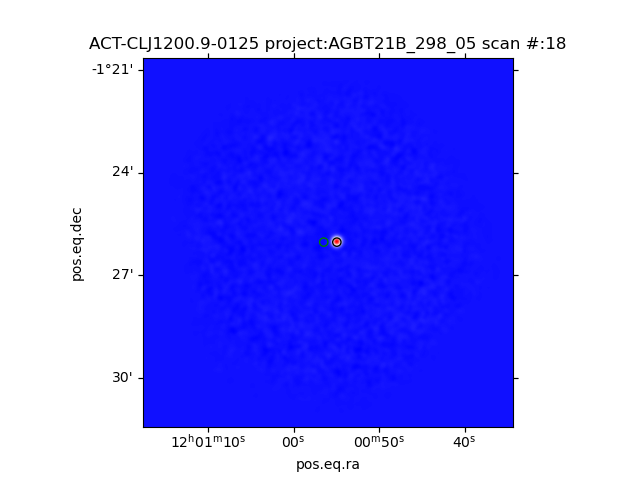 ACT-CLJ1200.9-0125 project:AGBT21B_298_05 scan #:18
-1°21'
24'
27'
30'
pos.eq.dec
12ʰ01ᵐ10ˢ 00ˢ 00ᵐ50ˢ 40ˢ
pos.eq.ra